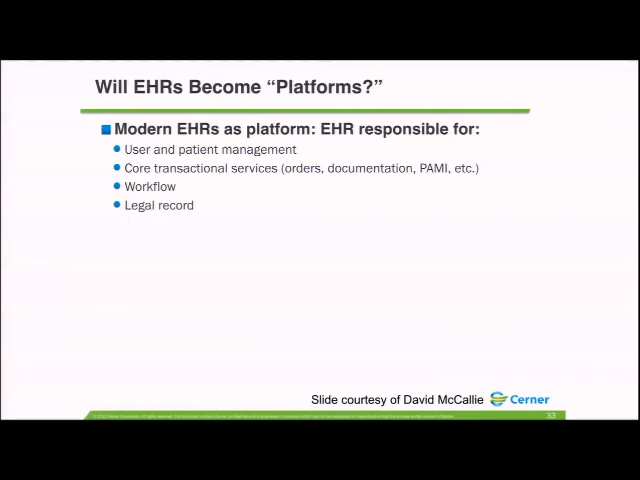 Will EHRs Become “Platforms?”
Modern EHRs as platform: EHR responsible for:
User and patient management
Core transactional services (orders, documentation, PAMI, etc.)
Workflow
Legal record
Slide courtesy of David McCallie
Cerner
33